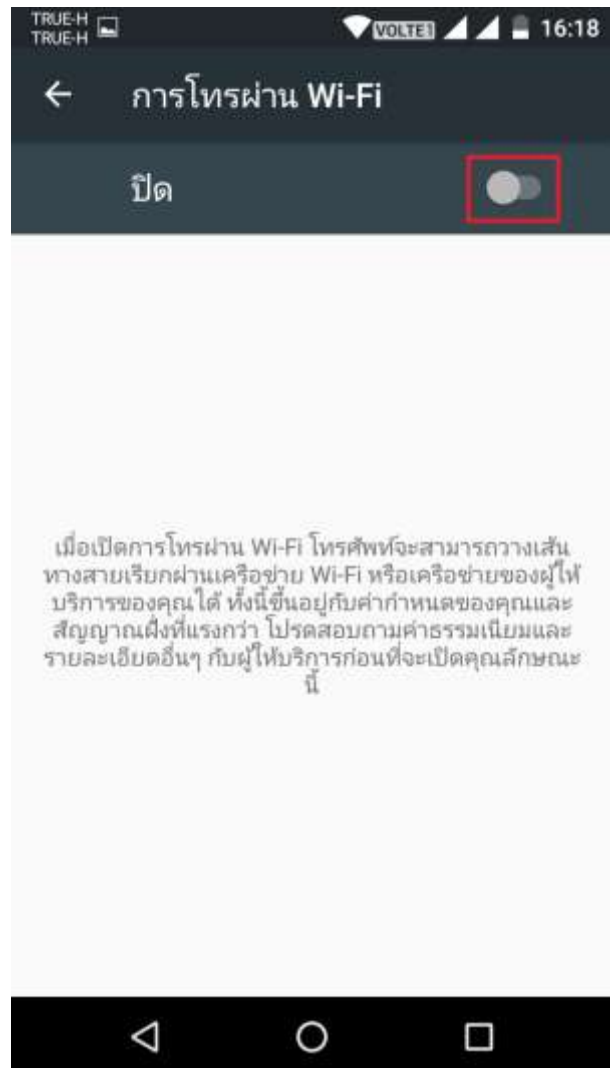 TRUE-H
TRUE-H
VOLTE1
16:18
การโทรผ่าน Wi-Fi
ปิด
เมื่อเปิดการโทรผ่าน Wi-Fi โทรศัพท์จะสามารถวางเส้น
ทางสายเรียกผ่านเครือข่าย Wi-Fi หรือเครือข่ายของผู้ให้
บริการของคุณได้ ทั้งนี้ขึ้นอยู่กับค่ากำหนดของคุณและ
สัญญาณฝั่งที่แรงกว่า โปรดสอบถามค่าธรรมเนียมและ
รายละเอียดอื่นๆ กับผู้ให้บริการก่อนที่จะเปิดคุณลักษณะ
นี้